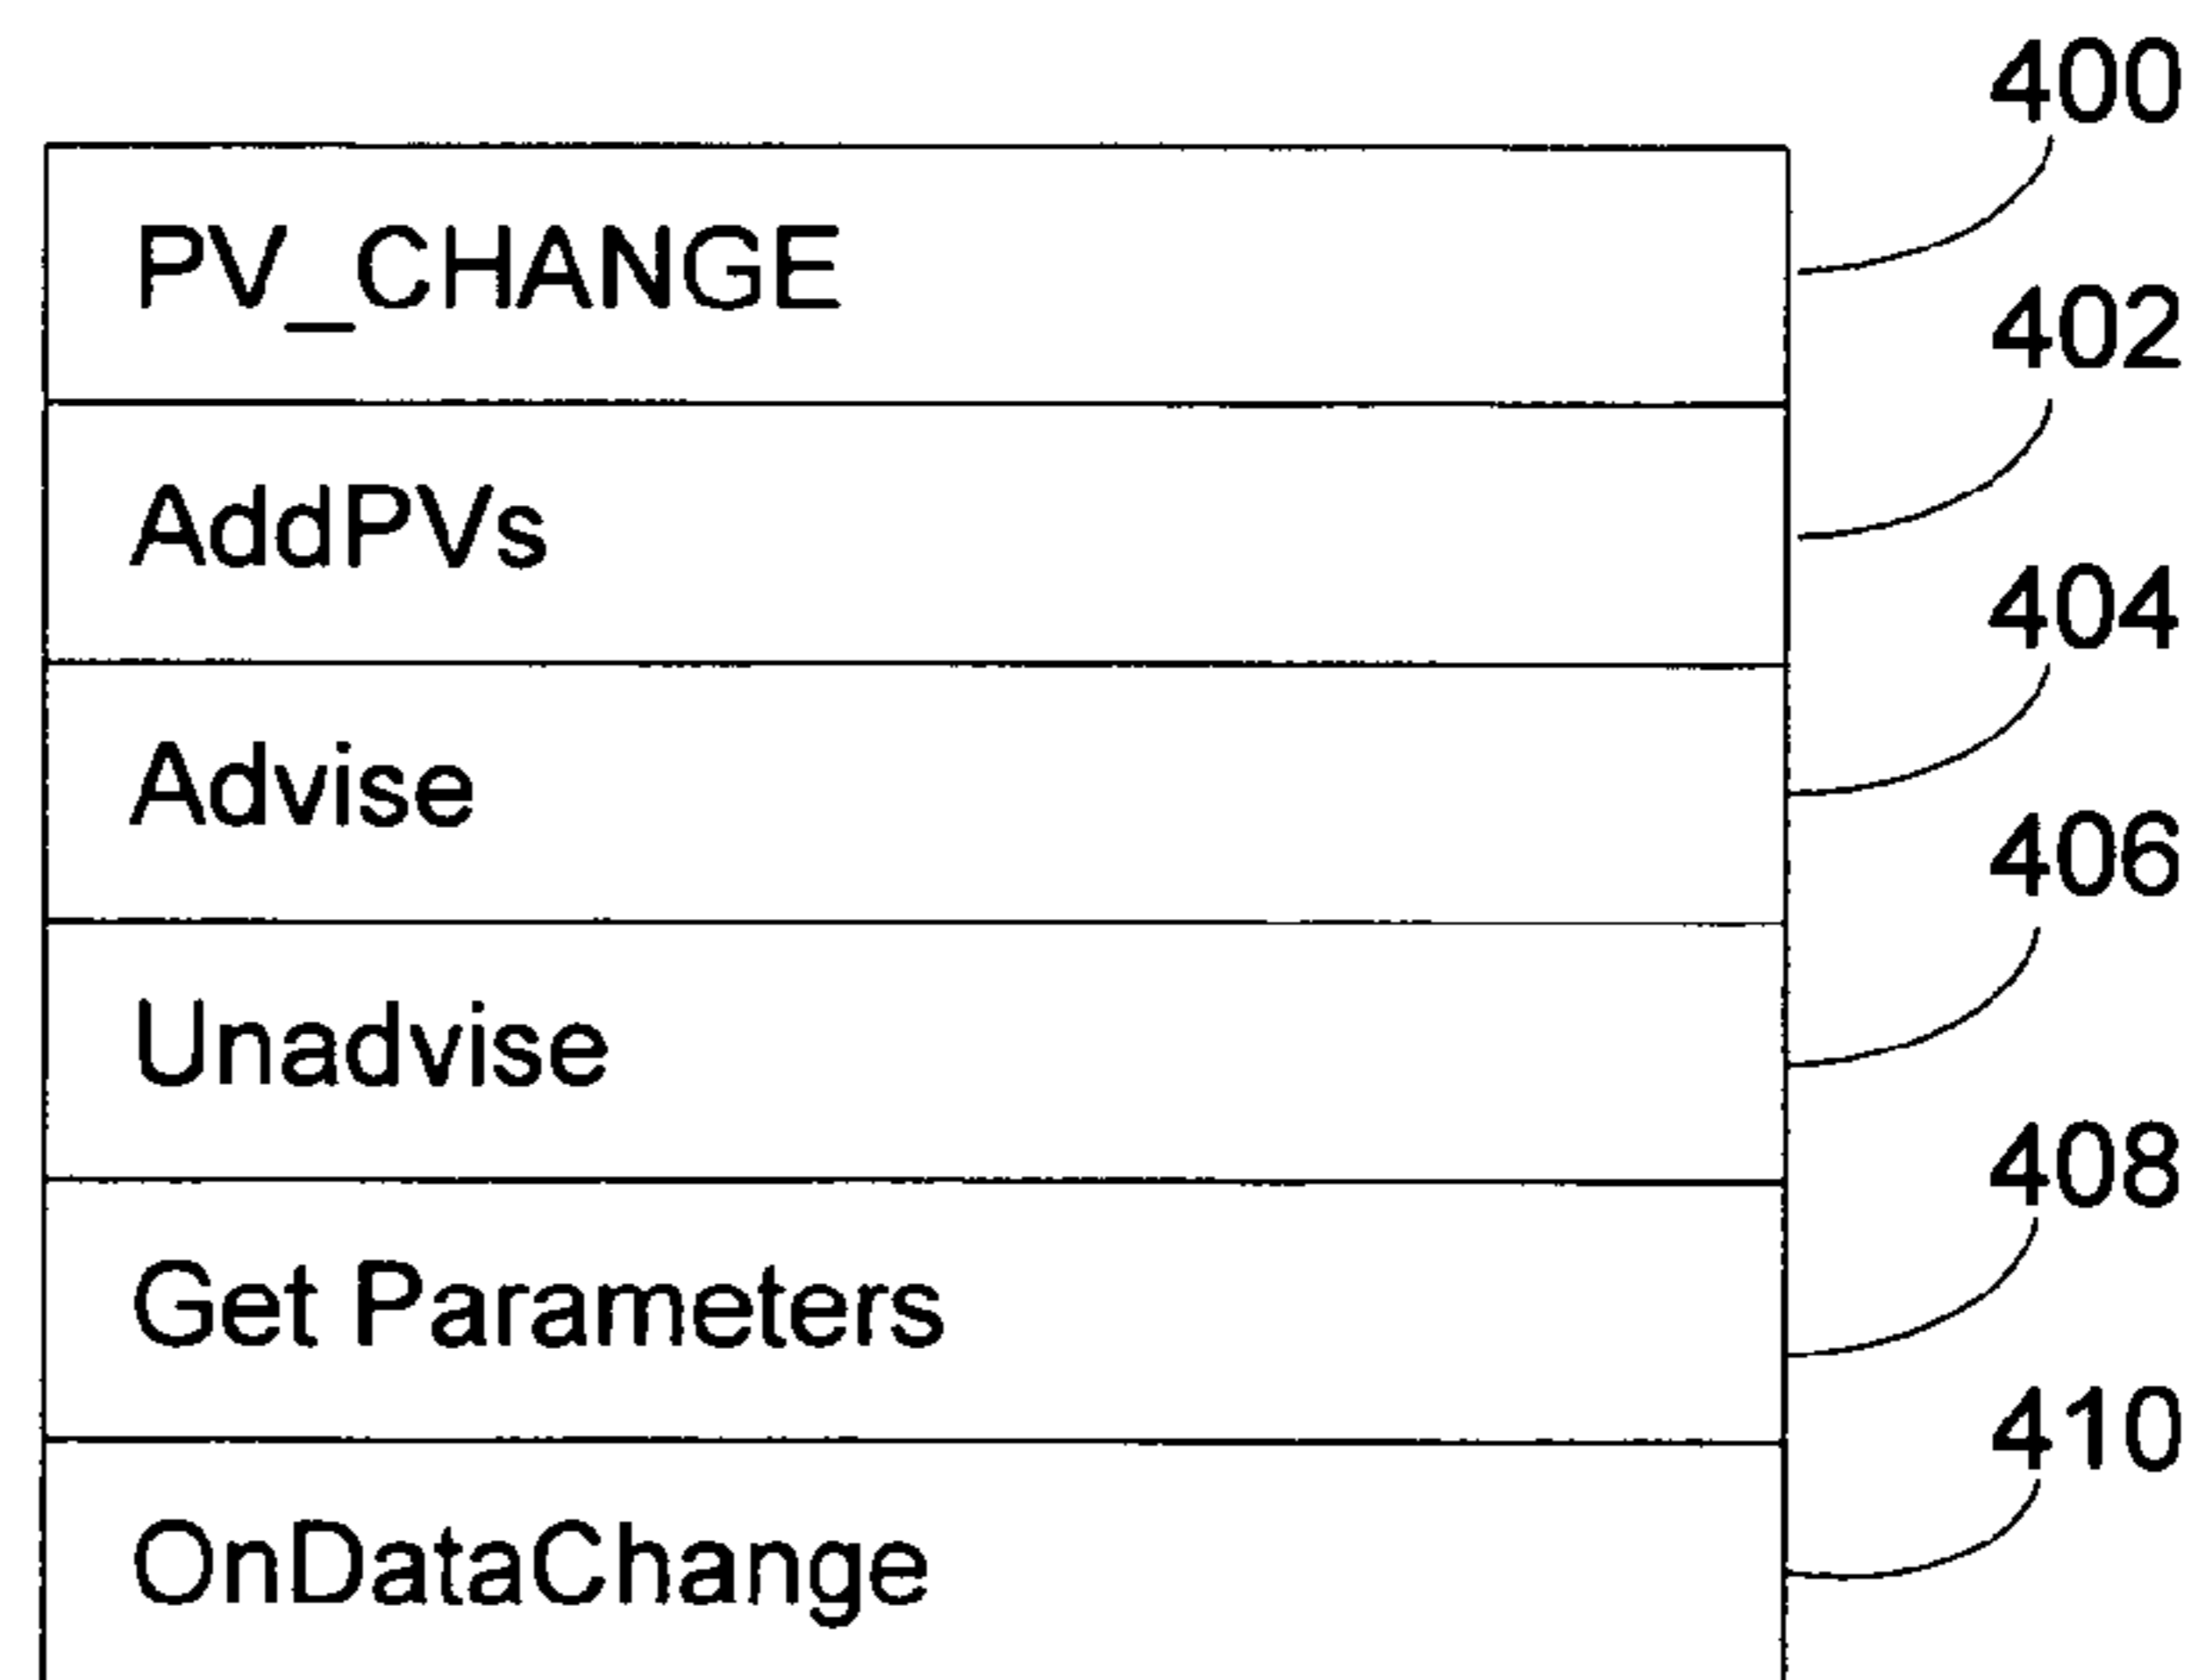 400
PV_CHANGE
402
AddPVs
404
Advise
406
Unadvise
408
Get Parameters
410
OnDataChange